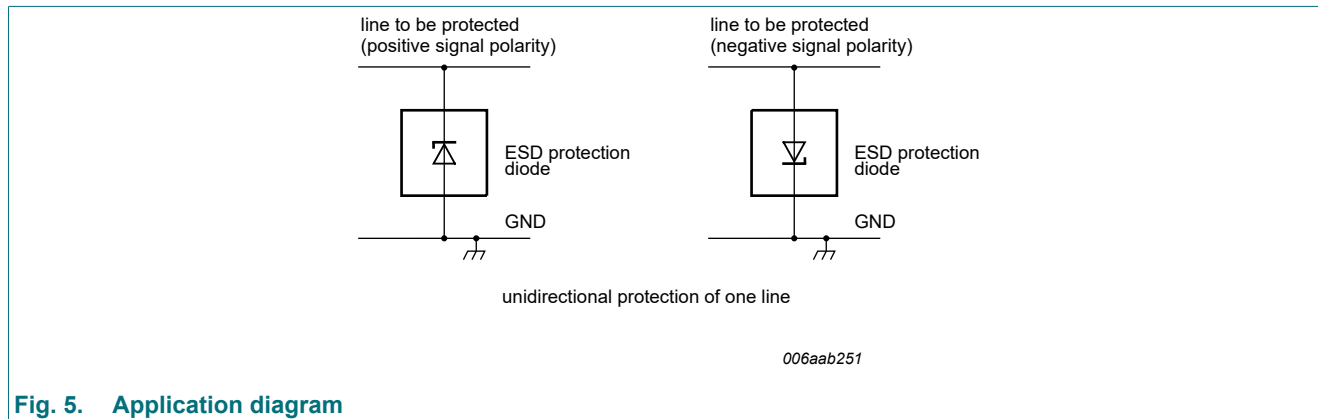 line to be protected
(positive signal polarity)
ESD protection
diode
GND
line to be protected
(negative signal polarity)
ESD protection
diode
GND
unidirectional protection of one line
006aab251
Fig. 5. Application diagram